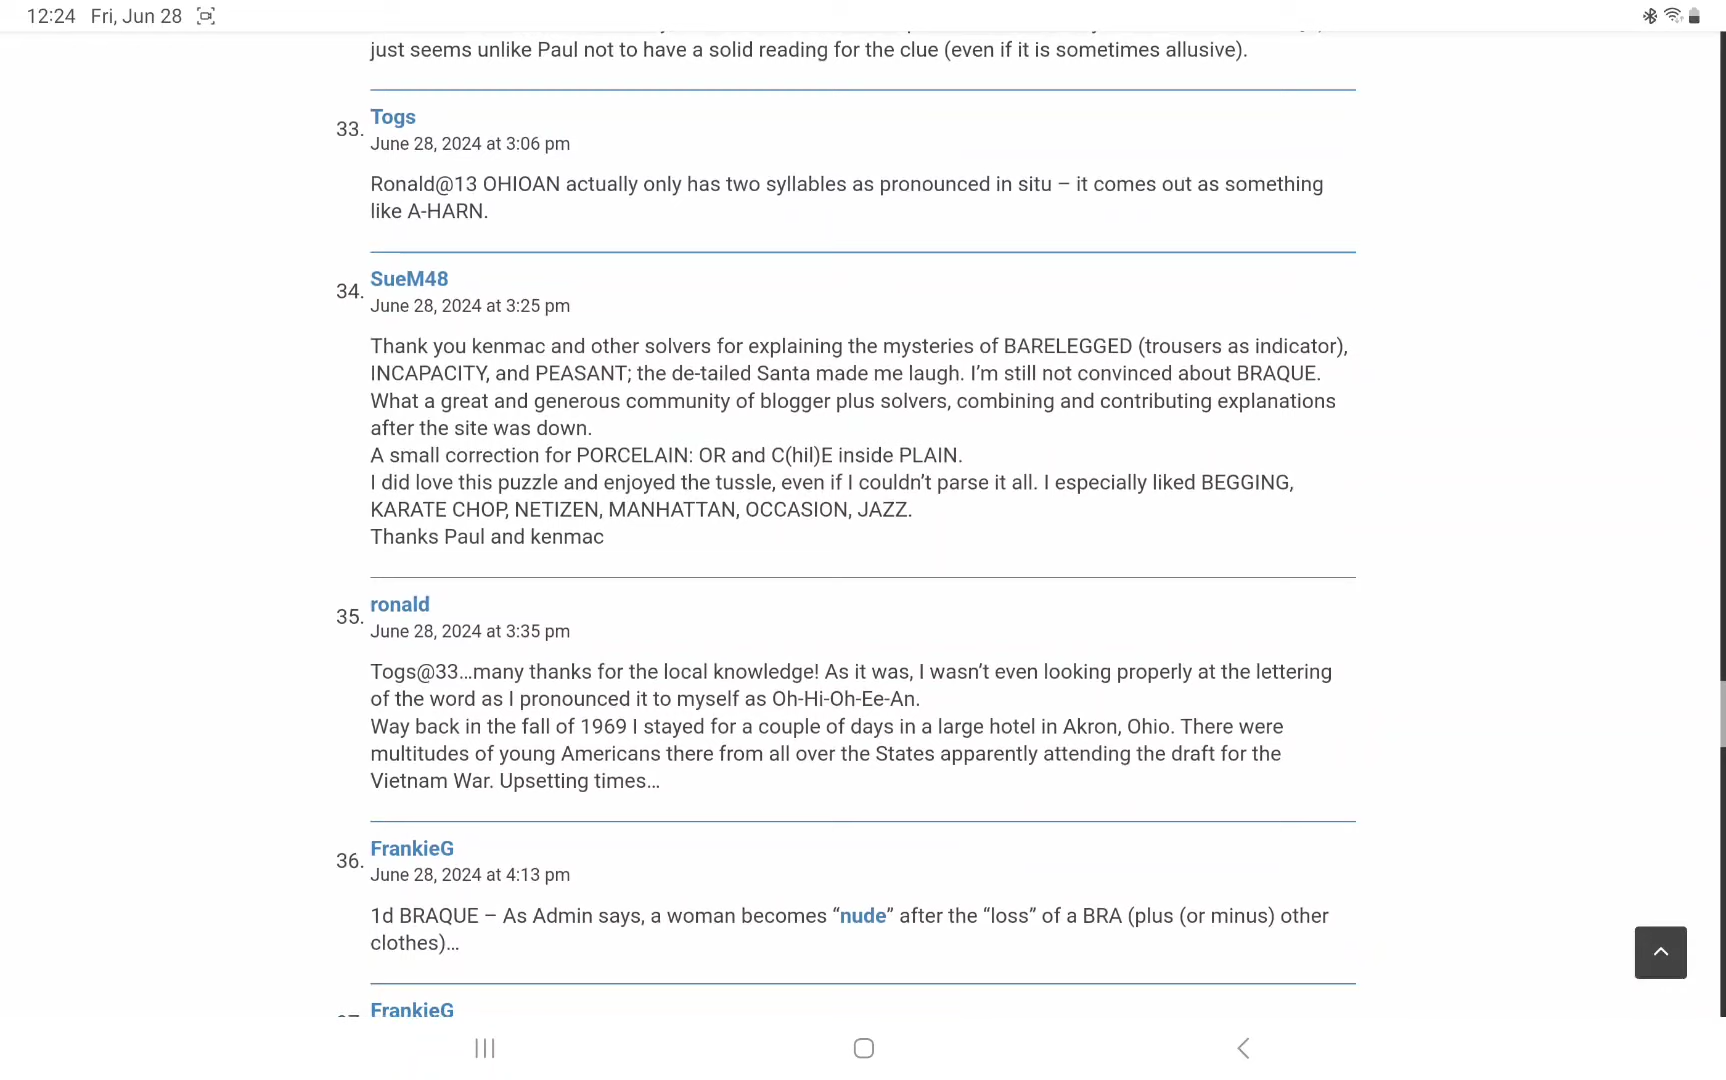 12:24 Fri, Jun 28
just seems unlike Paul not to have a solid reading for the clue (even if it is sometimes allusive).
33. Togs
June 28, 2024 at 3:06 pm
Ronald@13 OHIOAN actually only has two syllables as pronounced in situ – it comes out as something
like A-HARN.
34. SueM48
June 28, 2024 at 3:25 pm
Thank you kenmac and other solvers for explaining the mysteries of BARELEGGED (trousers as indicator),
INCAPACITY, and PEASANT; the de-tailed Santa made me laugh. I’m still not convinced about BRAQUE.
What a great and generous community of blogger plus solvers, combining and contributing explanations
after the site was down.
A small correction for PORCELAIN: OR and C(hil)E inside PLAIN.
I did love this puzzle and enjoyed the tussle, even if I couldn’t parse it all. I especially liked BEGGING,
KARATE CHOP, NETIZEN, MANHATTAN, OCCASION, JAZZ.
Thanks Paul and kenmac
35. ronald
June 28, 2024 at 3:35 pm
Togs@33…many thanks for the local knowledge! As it was, I wasn’t even looking properly at the lettering
of the word as I pronounced it to myself as Oh-Hi-Oh-Ee-An.
Way back in the fall of 1969 I stayed for a couple of days in a large hotel in Akron, Ohio. There were
multitudes of young Americans there from all over the States apparently attending the draft for the
Vietnam War. Upsetting times…
36. FrankieG
June 28, 2024 at 4:13 pm
1d BRAQUE – As Admin says, a woman becomes “nude” after the “loss” of a BRA (plus (or minus) other
clothes)…
FrankieG